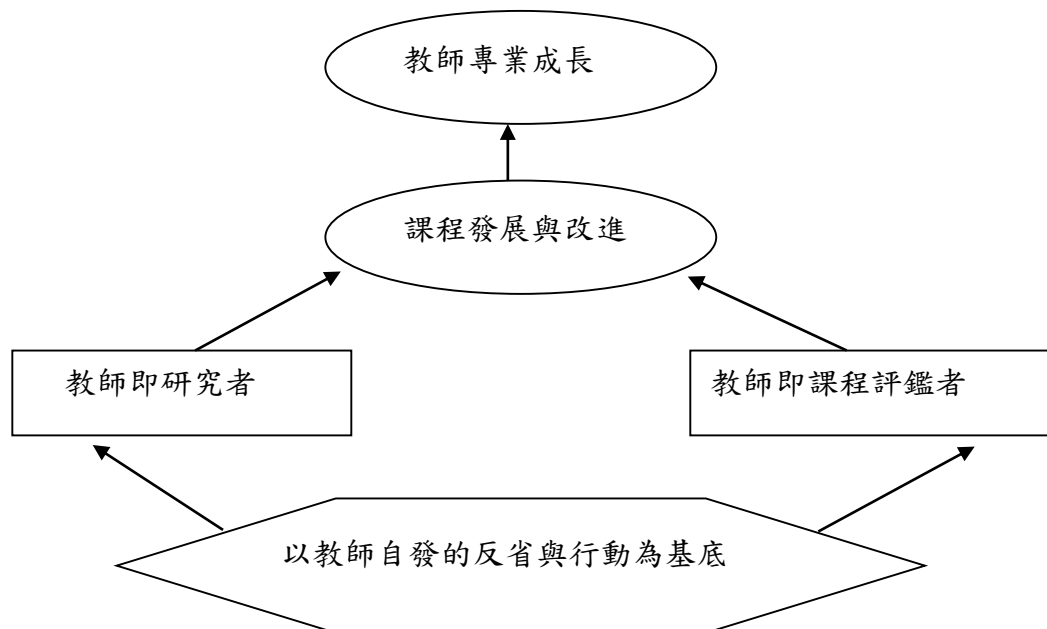 教師專業成長
課程發展與改進
教師即研究者
教師即課程評鑑者
以教師自發的反省與行動為基底